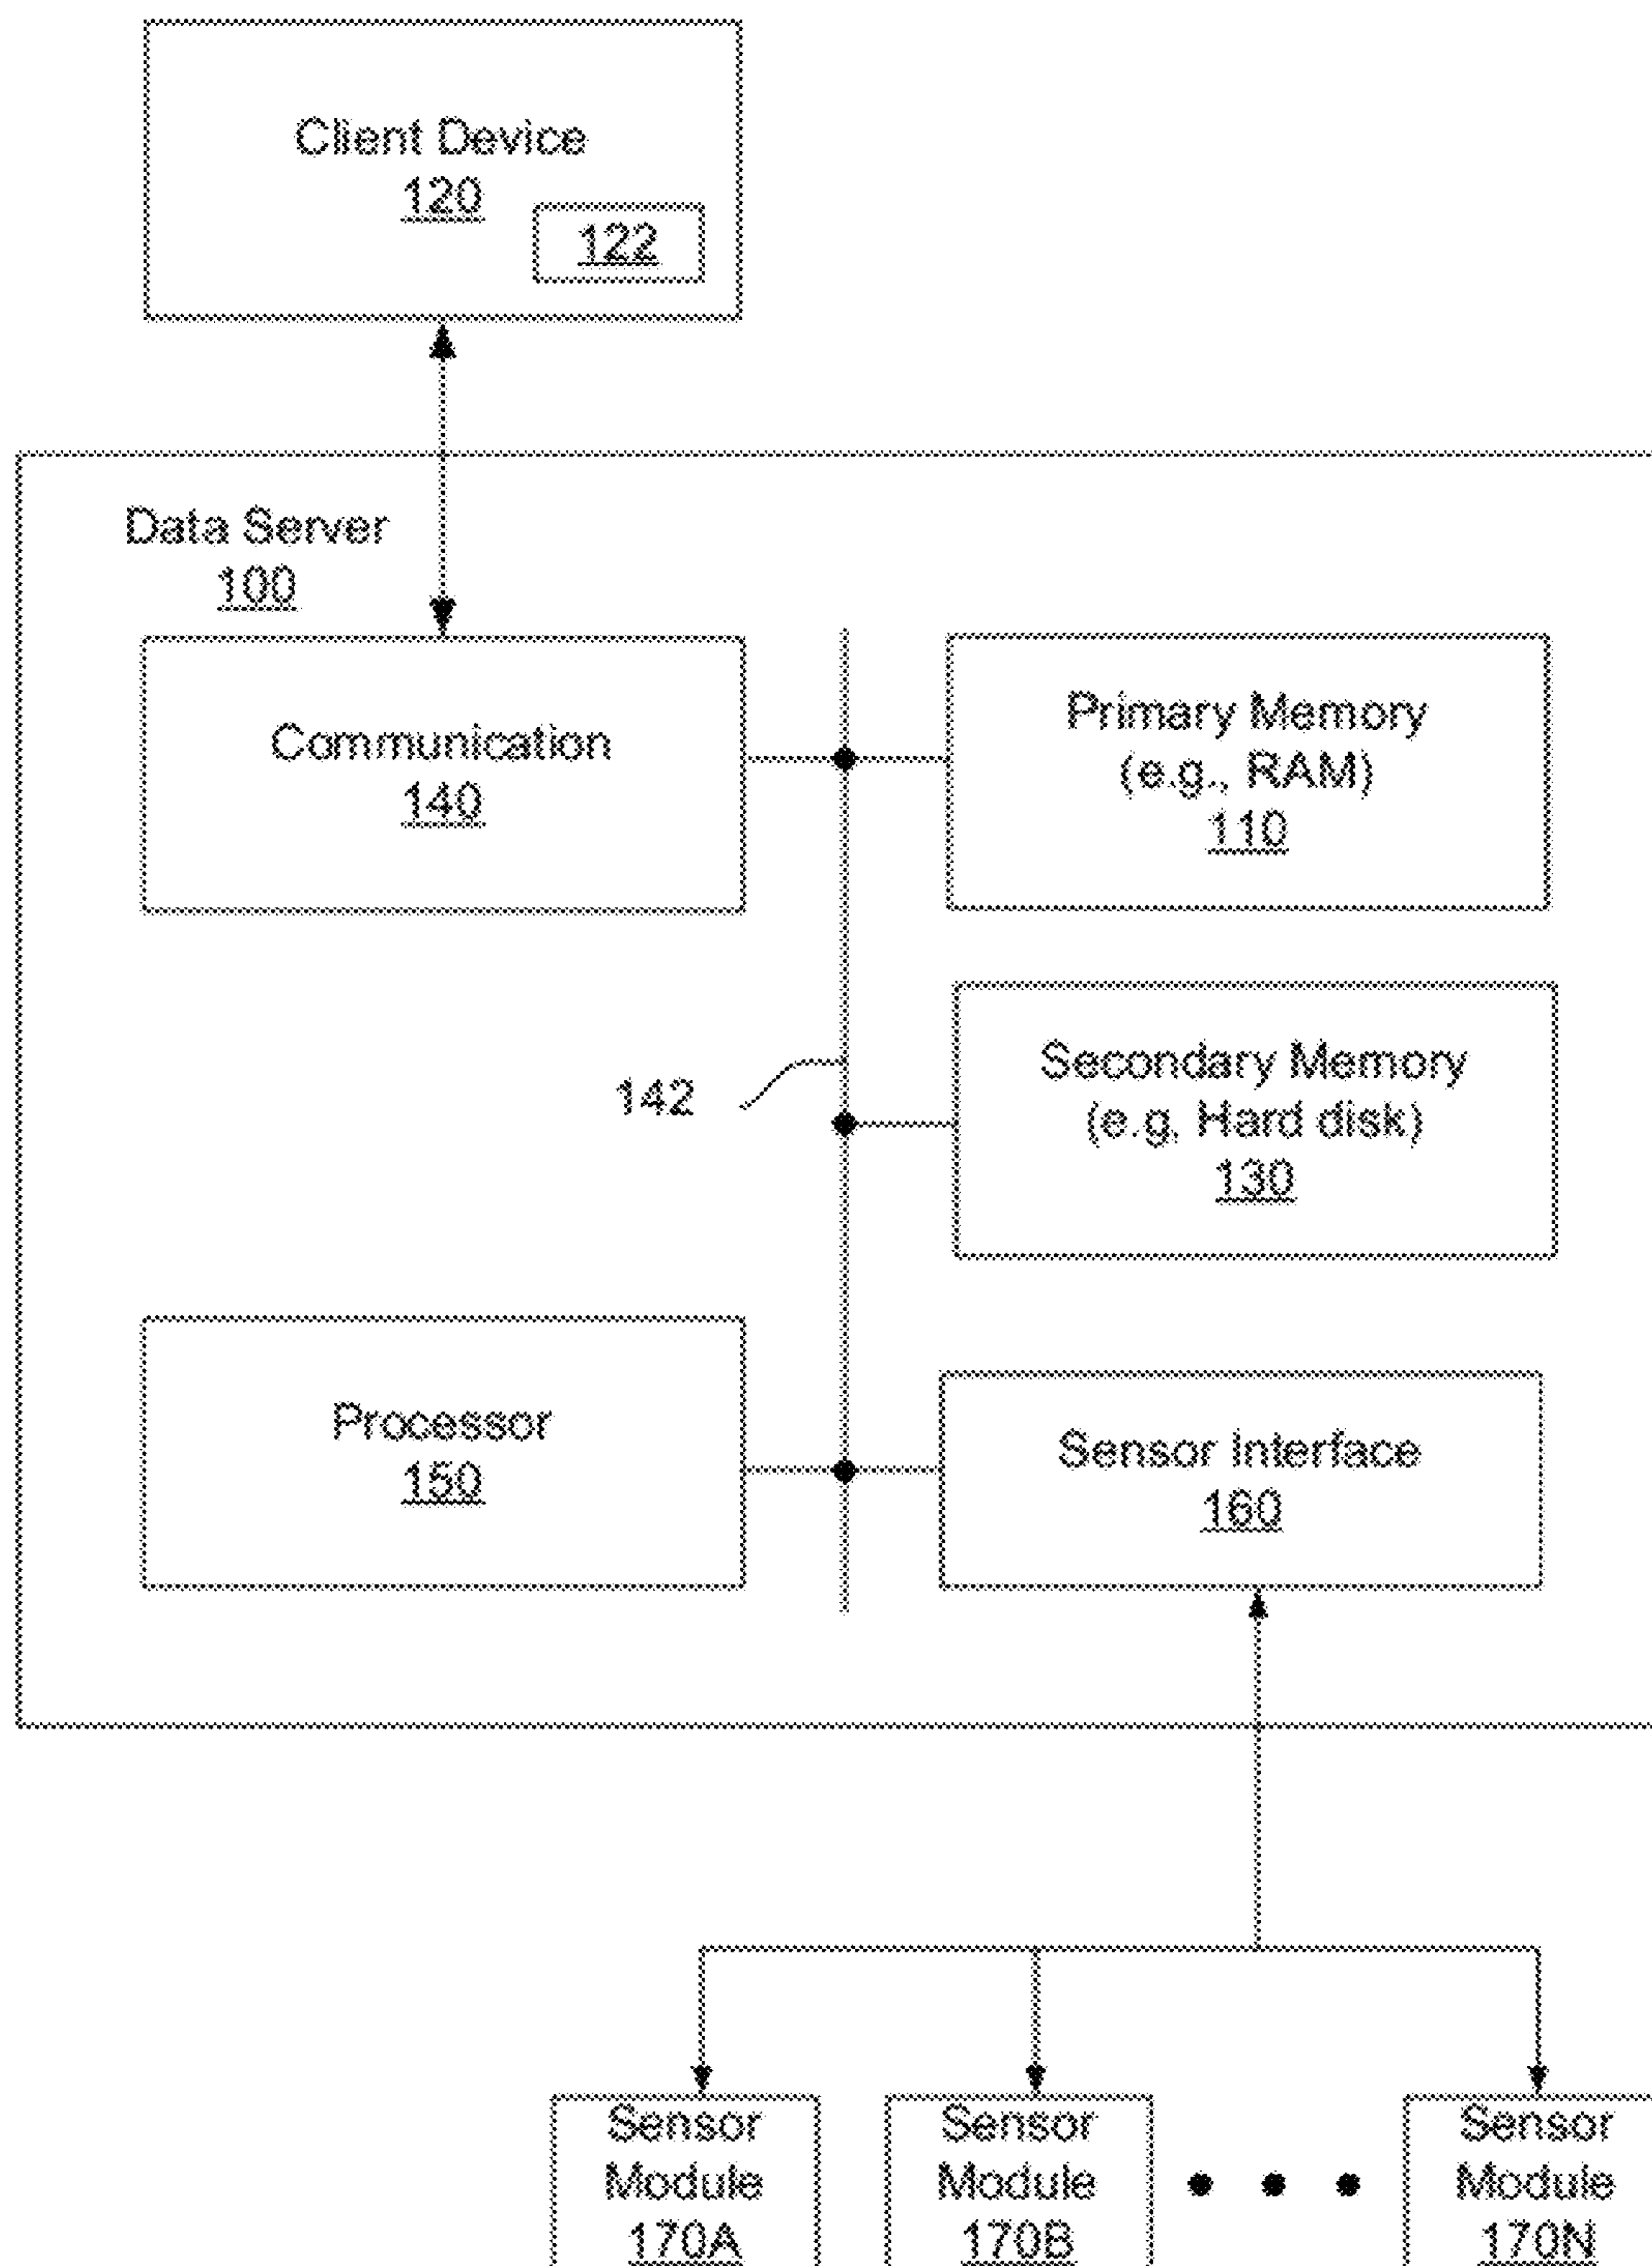 Client Device
120
122
Data Server
100
Communication
140
Primary Memory
(e.g., RAM)
110
142
Secondary Memory
(e.g, Hard disk)
130
Processor
150
Sensor Interface
160
Sensor
Module
170A
Sensor
Module
170B
Sensor
Module
170N